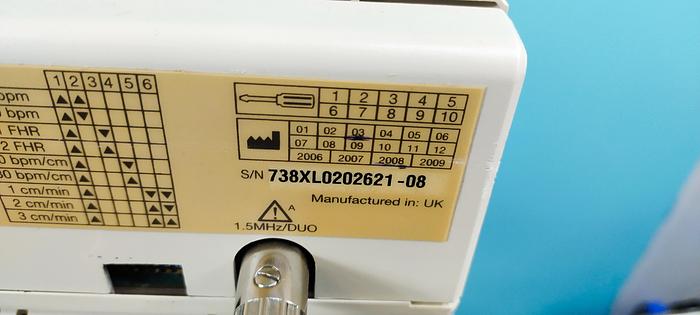 1 2 3 4 5 6
bpm
bpm
1 FHR
2 FHR
0 bpm/cm
30 bpm/cm
1 cm/min
2 cm/min
3 cm/min
1 2 3 4 5
6 7 8 9 10
01 02 03 04 05 06
07 08 09 10 11 12
2006 2007 2008 2009
S/N 738XL0202621-08
Manufactured in: UK
A
1.5MHz/DUO